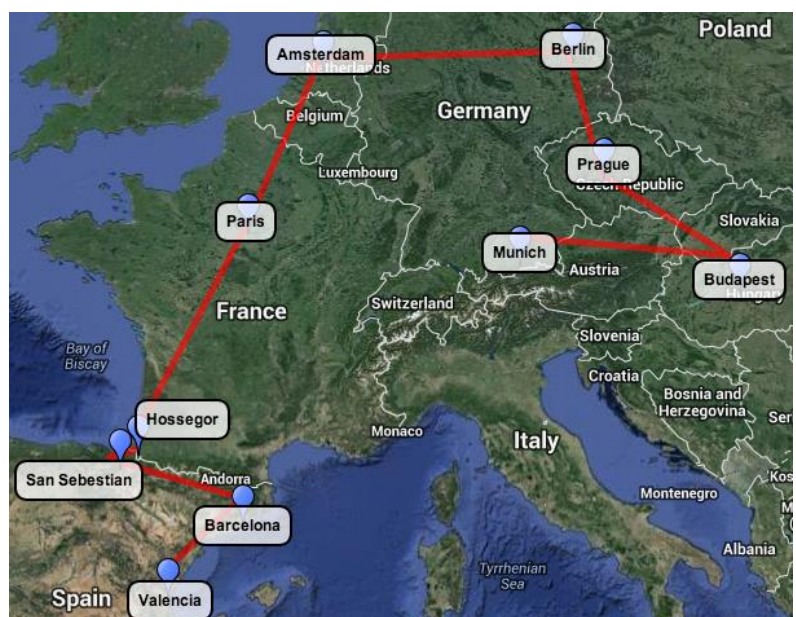 Poland
Amsterdam
Berlin
Netherlands
Germany
Belgium
Prague
Luxembourg
Czech Republic
Paris
Slovakia
Munich
Austria
Budapest
Hungary
France
Switzerland
Slovenia
Bay of
Biscay
Croatia
Bosnia and
Herzegovina
Hossegor
Monaco
Italy
San Sebestian
Andorra
Montenegro
Barcelona
Albania
Tyrrhenian
Sea
Spain
Valencia